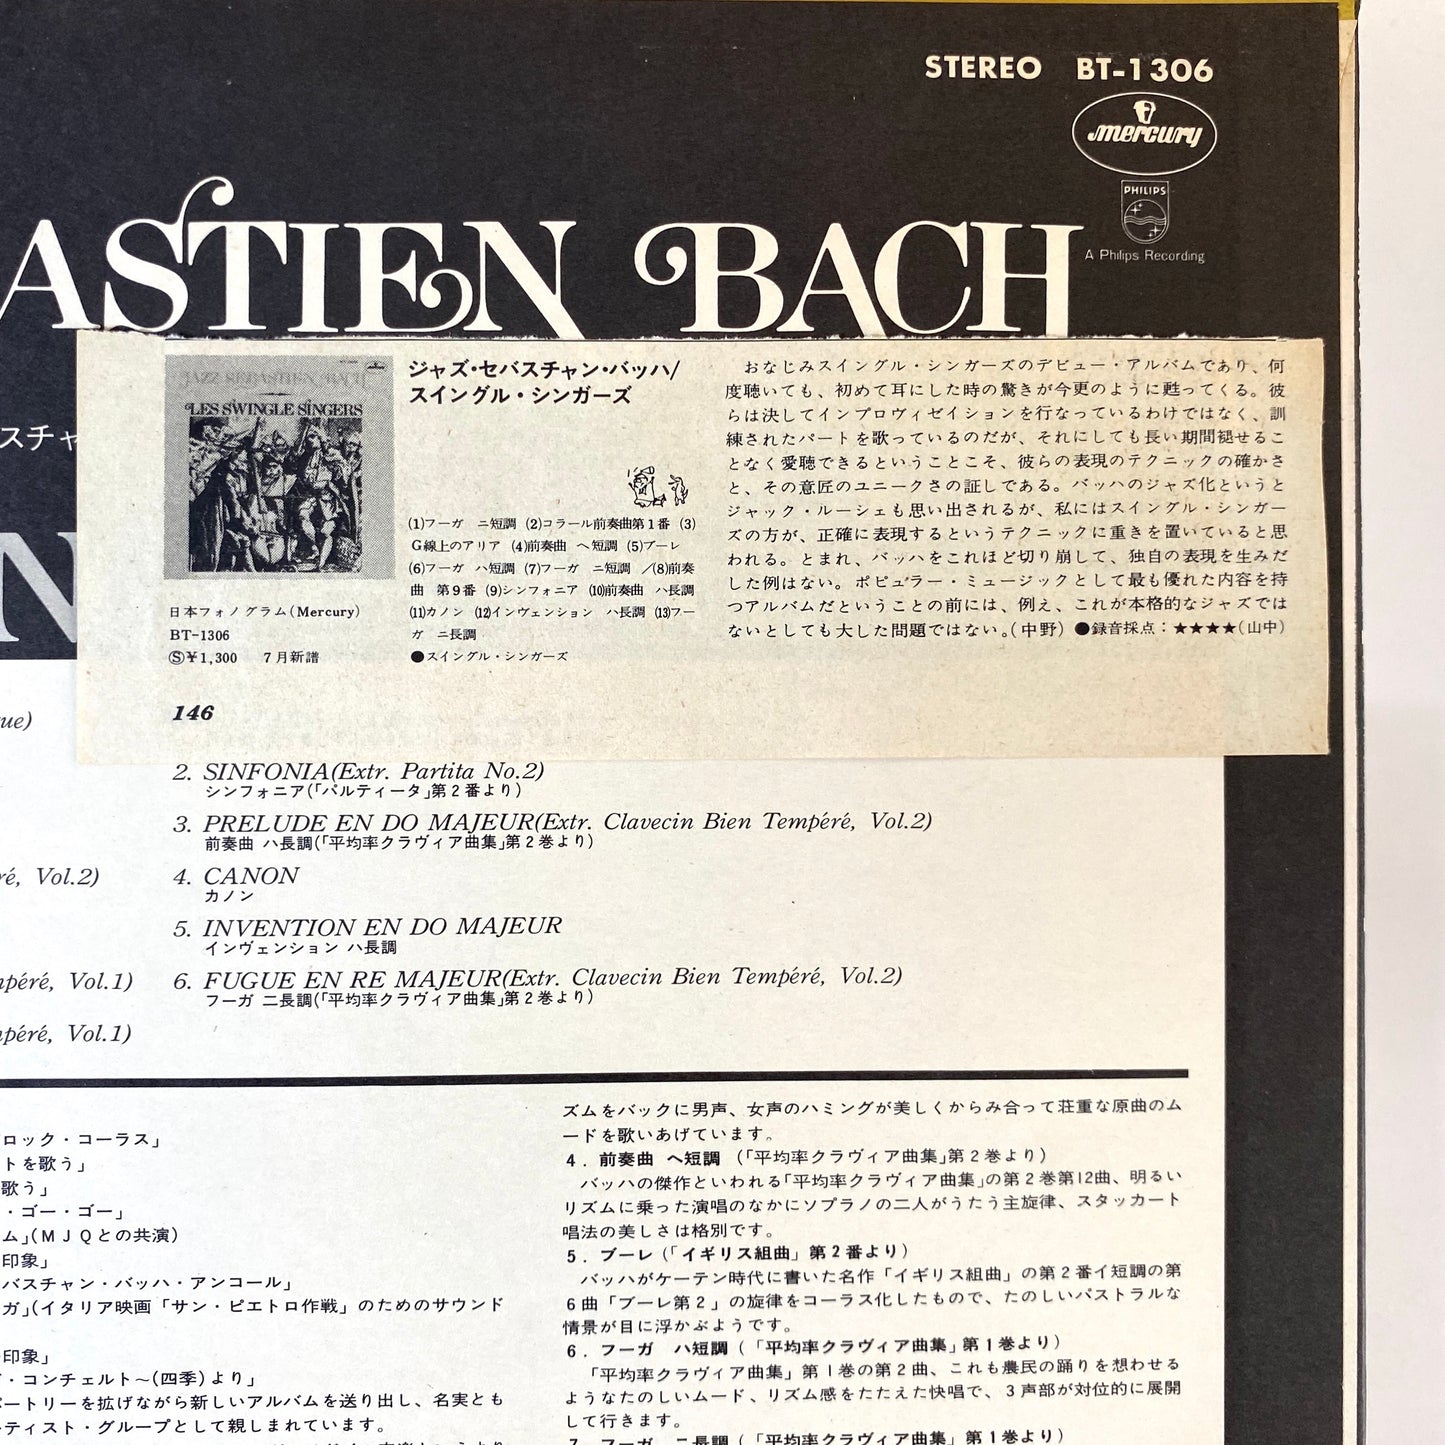 STEREO BT-1306
mercury
PHILIPS
A Philips Recording
ASTIEN BACH
スチャ
N
JAZZ SEBASTIEN BACH
LES SWINGLE SINGERS
日本フォノグラム(Mercury)
BT-1306
Ⓢ¥1,300 7月新譜
146
ジャズ・セバスチャン・バッハ/
スイングル・シンガーズ
(1)フーガ ニ短調 (2)コラール前奏曲第1番 (3)
G線上のアリア (4)前奏曲 ヘ短調 (5)ブーレ
(6)フーガ ハ短調 (7)フーガ ニ短調 /(8)前奏
曲 第9番 (9)シンフォニア (10)前奏曲 ハ長調
(11)カノン (12)インヴェンション ハ長調 (13)フー
ガ ニ長調
●スイングル・シンガーズ
おなじみスイングル・シンガーズのデビュー・アルバムであり、何
度聴いても、初めて耳にした時の驚きが今更のように甦ってくる。彼
らは決してインプロヴィゼイションを行なっているわけではなく、訓
練されたパートを歌っているのだが、それにしても長い期間褪せるこ
となく愛聴できるということこそ、彼らの表現のテクニックの確かさ
と、その意匠のユニークさの証しである。バッハのジャズ化というと
ジャック・ルーシェも思い出されるが、私にはスイングル・シンガー
ズの方が、正確に表現するというテクニックに重きを置いていると思
われる。とまれ、バッハをこれほど切り崩して、独自の表現を生みだ
した例はない。ポピュラー・ミュージックとして最も優れた内容を持
つアルバムだということの前には、例え、これが本格的なジャズでは
ないとしても大した問題ではない。(中野) ●録音採点：★★★★(山中)
ue)
ré, Vol.2)
mpéré, Vol.1)
mpéré, Vol.1)
2. SINFONIA(Extr. Partita No.2)
シンフォニア(「パルティータ」第2番より)
3. PRELUDE EN DO MAJEUR(Extr. Clavecin Bien Tempéré, Vol.2)
前奏曲 ハ長調(「平均率クラヴィア曲集」第2巻より)
4. CANON
カノン
5. INVENTION EN DO MAJEUR
インヴェンション ハ長調
6. FUGUE EN RE MAJEUR(Extr. Clavecin Bien Tempéré, Vol.2)
フーガ 二長調(「平均率クラヴィア曲集」第2巻より)
ロック・コーラス」
トを歌う」
歌う」
・ゴー・ゴー」
ム」(MJQとの共演)
印象」
バスチャン・バッハ・アンコール」
ガ」(イタリア映画「サン・ピエトロ作戦」のためのサウンド
印象」
・コンチェルト～(四季)より」
パートリーを拡げながら新しいアルバムを送り出し、名実とも
ーティスト・グループとして親しまれています。
ズムをバックに男声、女声のハミングが美しくからみ合って荘重な原曲のム
ードを歌いあげています。
4．前奏曲 ヘ短調 (「平均率クラヴィア曲集」第2巻より)
バッハの傑作といわれる「平均率クラヴィア曲集」の第2巻第12曲、明るい
リズムに乗った演唱のなかにソプラノの二人がうたう主旋律、スタッカート
唱法の美しさは格別です。
5．ブーレ (「イギリス組曲」第2番より)
バッハがケーテン時代に書いた名作「イギリス組曲」の第2番イ短調の第
6曲「ブーレ第2」の旋律をコーラス化したもので、たのしいパストラルな
情景が目に浮かぶようです。
6．フーガ ハ短調 (「平均率クラヴィア曲集」第1巻より)
「平均率クラヴィア曲集」第1巻の第2曲、これも農民の踊りを想わせる
ようなたのしいムード、リズム感をたたえた快唱で、3声部が対位的に展開
して行きます。
7．フーガ ニ長調 (「平均率クラヴィア曲集」第1巻より)